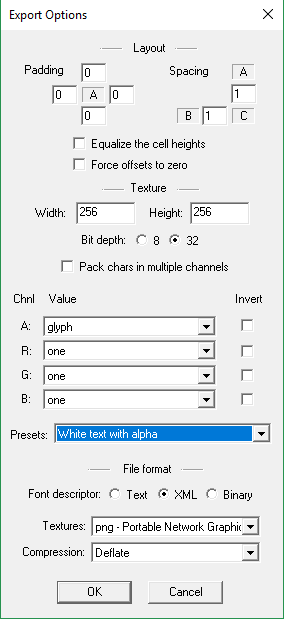 Export Options
Layout
Padding 0 Spacing A
0 A 0 1
0 B 1 C
Equalize the cell heights
Force offsets to zero
Texture
Width: 256 Height: 256
Bit depth: 8 32
Pack chars in multiple channels
Chnl Value Invert
A: glyph
R: one
G: one
B: one
Presets: White text with alpha
File format
Font descriptor: Text XML Binary
Textures: png - Portable Network Graphic
Compression: Deflate
OK Cancel